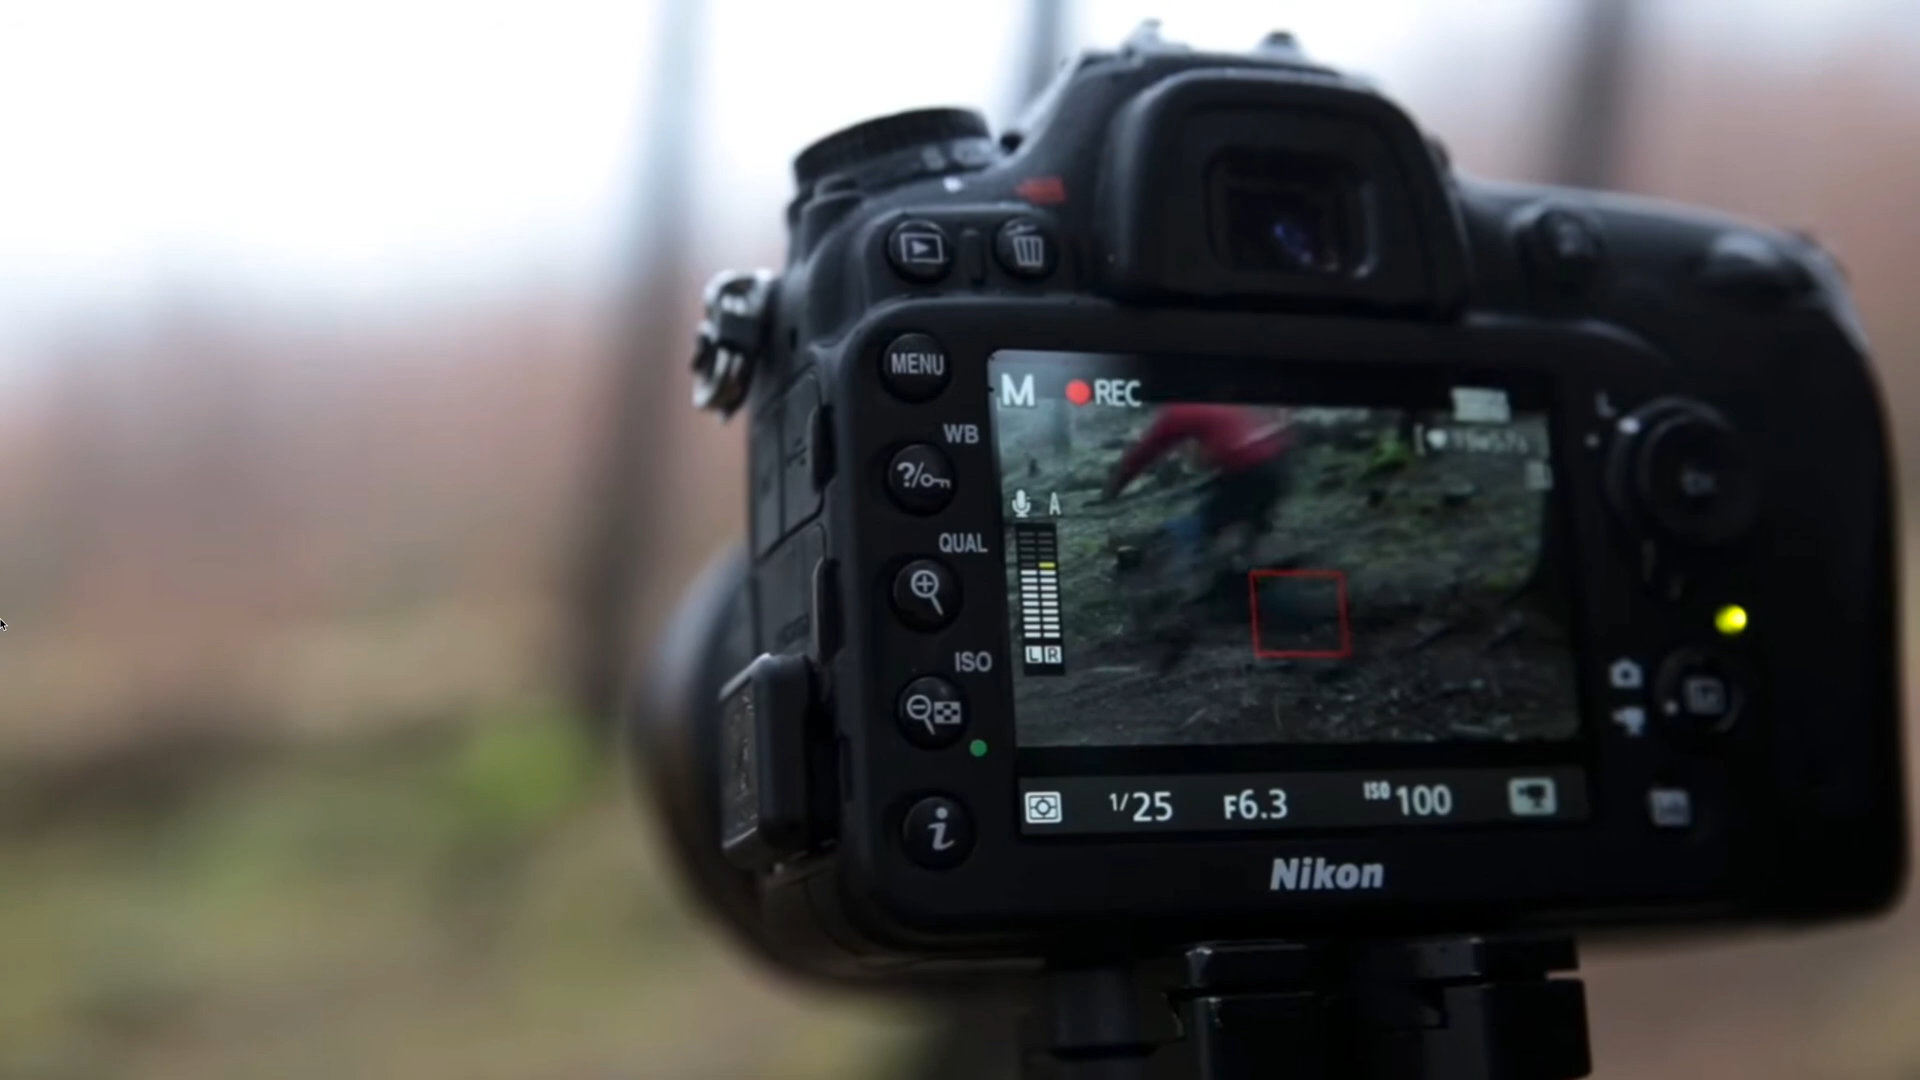 MENU
M REC
WB
?/
A
QUAL
L R
ISO
i
1/25 F6.3 ISO 100
Nikon